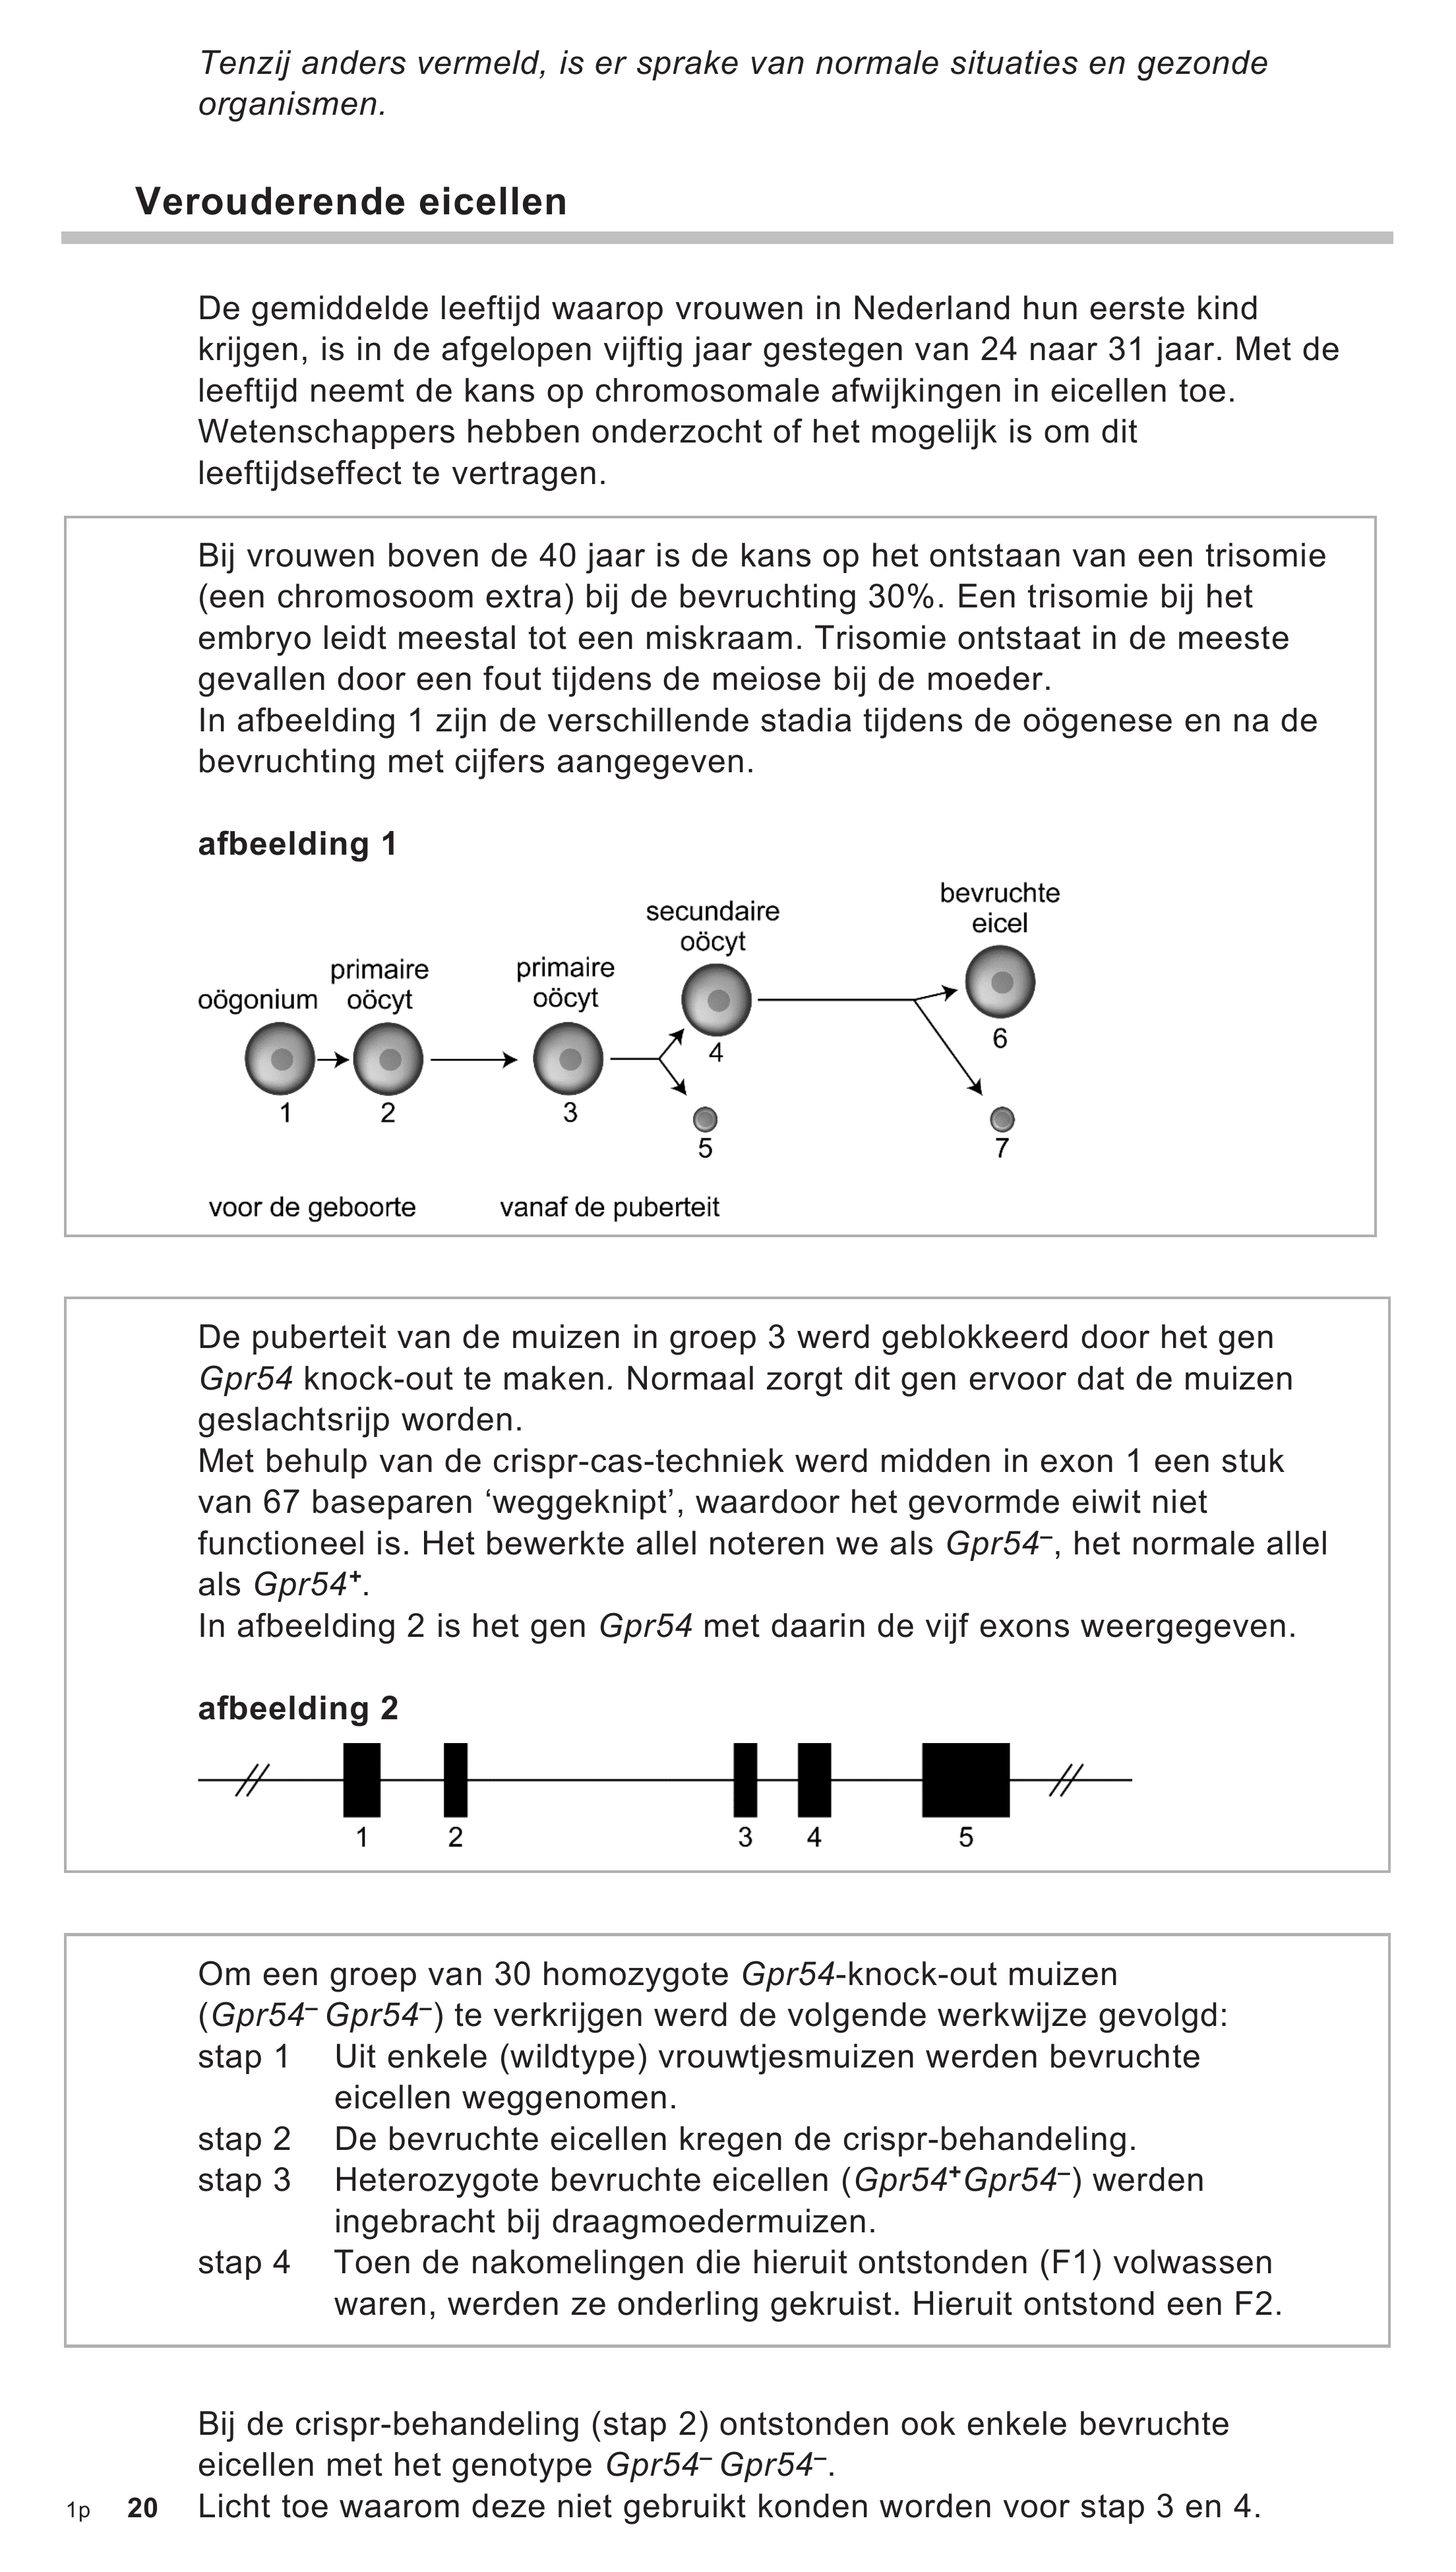 Tenzij anders vermeld, is er sprake van normale situaties en gezonde
organismen.
Verouderende eicellen
De gemiddelde leeftijd waarop vrouwen in Nederland hun eerste kind
krijgen, is in de afgelopen vijftig jaar gestegen van 24 naar 31 jaar. Met de
leeftijd neemt de kans op chromosomale afwijkingen in eicellen toe.
Wetenschappers hebben onderzocht of het mogelijk is om dit
leeftijdseffect te vertragen.
Bij vrouwen boven de 40 jaar is de kans op het ontstaan van een trisomie
(een chromosoom extra) bij de bevruchting 30%. Een trisomie bij het
embryo leidt meestal tot een miskraam. Trisomie ontstaat in de meeste
gevallen door een fout tijdens de meiose bij de moeder.
In afbeelding 1 zijn de verschillende stadia tijdens de oögenese en na de
bevruchting met cijfers aangegeven.
afbeelding 1
oögonium
1
primaire
oöcyt
2
primaire
oöcyt
3
secundaire
oöcyt
4
5
bevruchte
eicel
6
7
voor de geboorte
vanaf de puberteit
De puberteit van de muizen in groep 3 werd geblokkeerd door het gen
Gpr54 knock-out te maken. Normaal zorgt dit gen ervoor dat de muizen
geslachtsrijp worden.
Met behulp van de crispr-cas-techniek werd midden in exon 1 een stuk
van 67 baseparen ‘weggeknipt’, waardoor het gevormde eiwit niet
functioneel is. Het bewerkte allel noteren we als Gpr54⁻, het normale allel
als Gpr54⁺.
In afbeelding 2 is het gen Gpr54 met daarin de vijf exons weergegeven.
afbeelding 2
1 2 3 4 5
Om een groep van 30 homozygote Gpr54-knock-out muizen
(Gpr54⁻ Gpr54⁻) te verkrijgen werd de volgende werkwijze gevolgd:
stap 1 Uit enkele (wildtype) vrouwtjesmuizen werden bevruchte
eicellen weggenomen.
stap 2 De bevruchte eicellen kregen de crispr-behandeling.
stap 3 Heterozygote bevruchte eicellen (Gpr54⁺Gpr54⁻) werden
ingebracht bij draagmoedermuizen.
stap 4 Toen de nakomelingen die hieruit ontstonden (F1) volwassen
waren, werden ze onderling gekruist. Hieruit ontstond een F2.
Bij de crispr-behandeling (stap 2) ontstonden ook enkele bevruchte
eicellen met het genotype Gpr54⁻ Gpr54⁻.
1p 20 Licht toe waarom deze niet gebruikt konden worden voor stap 3 en 4.